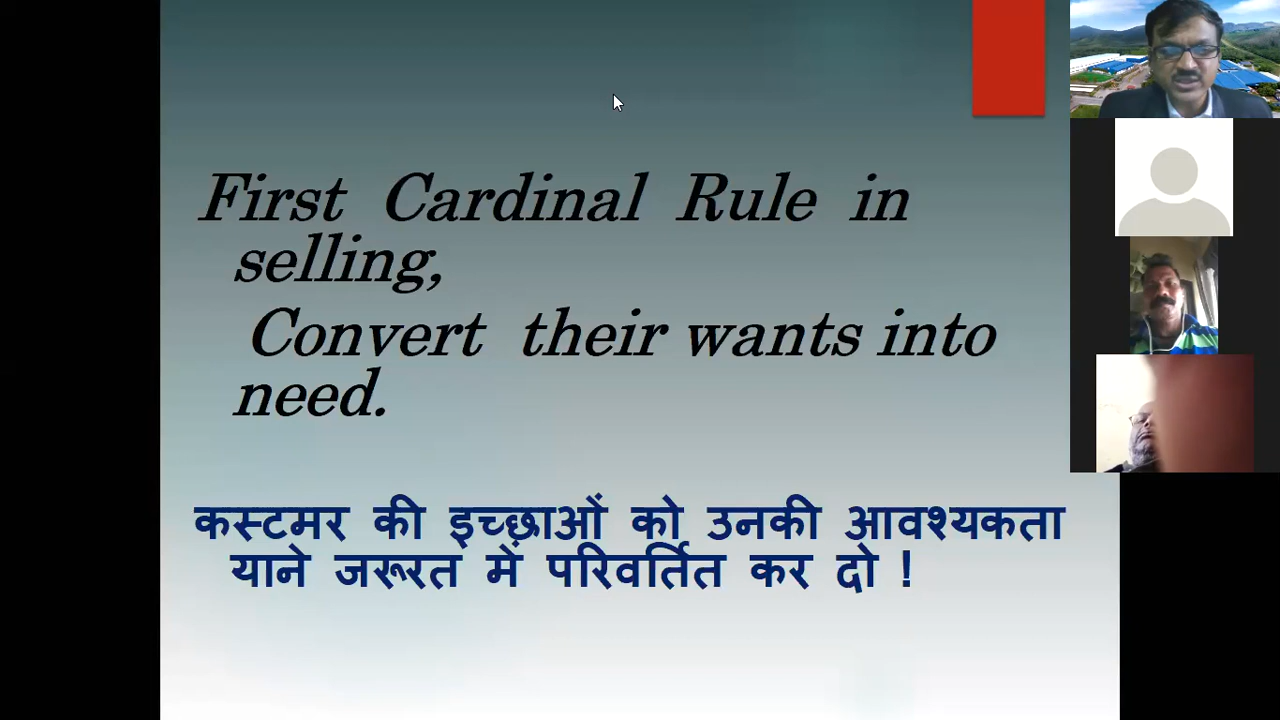 First Cardinal Rule in
selling,
Convert their wants into
need.
कस्टमर की इच्छाओं को उनकी आवश्यकता
याने जरूरत मे परिवर्तित कर दो !